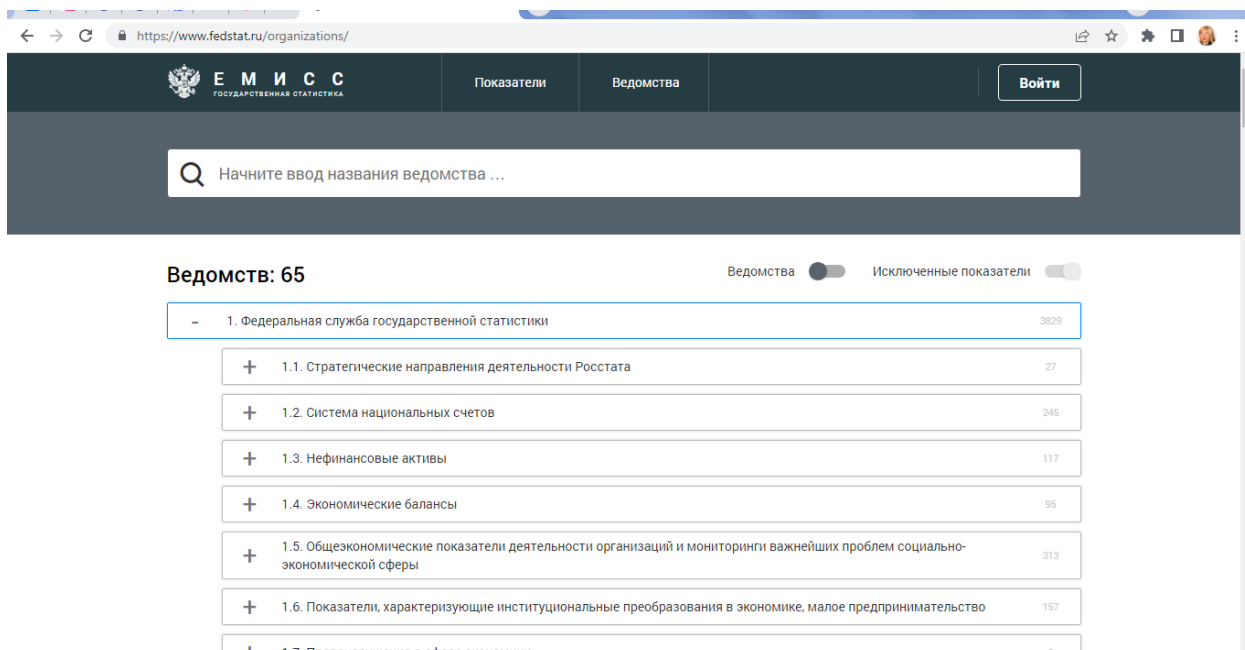 https://www.fedstat.ru/organizations/
ЕМИСС
ГОСУДАРСТВЕННАЯ СТАТИСТИКА
Показатели
Ведомства
Войти
Начните ввод названия ведомства ...
Ведомств: 65
Ведомства
Исключенные показатели
- 1. Федеральная служба государственной статистики 3829
+ 1.1. Стратегические направления деятельности Росстата 27
+ 1.2. Система национальных счетов 245
+ 1.3. Нефинансовые активы 117
+ 1.4. Экономические балансы 95
+ 1.5. Общеэкономические показатели деятельности организаций и мониторинги важнейших проблем социально-
экономической сферы 313
+ 1.6. Показатели, характеризующие институциональные преобразования в экономике, малое предпринимательство 157